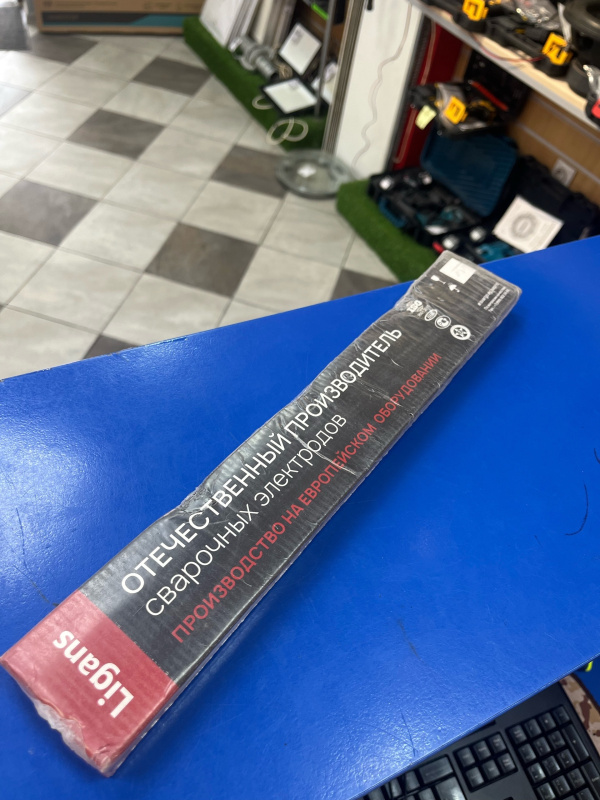 ОТЕЧЕСТВЕННЫЙ ПРОИЗВОДИТЕЛЬ
сварочных электродов
ПРОИЗВОДСТВО НА ЕВРОПЕЙСКОМ ОБОРУДОВАНИИ
Ligans